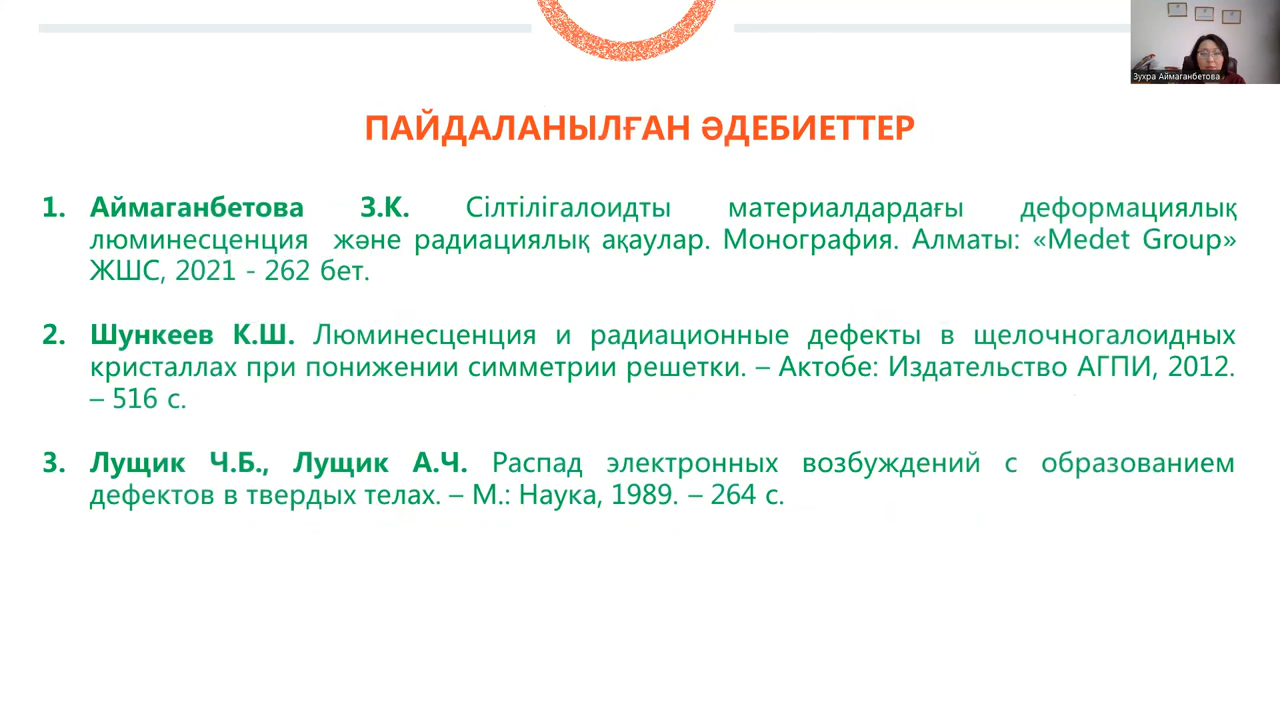 Зухра Аймаганбетова
ПАЙДАЛАНЫЛҒАН ӘДЕБИЕТТЕР
1. Аймаганбетова З.К. Сілтілігалоидты материалдардағы деформациялық
люминесценция және радиациялық ақаулар. Монография. Алматы: «Medet Group»
ЖШС, 2021 - 262 бет.
2. Шункеев К.Ш. Люминесценция и радиационные дефекты в щелочногалоидных
кристаллах при понижении симметрии решетки. – Актобе: Издательство АГПИ, 2012.
– 516 с.
3. Лущик Ч.Б., Лущик А.Ч. Распад электронных возбуждений с образованием
дефектов в твердых телах. – М.: Наука, 1989. – 264 с.